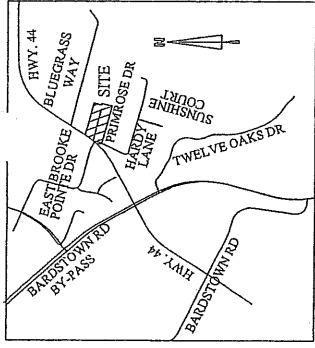 HWY. 44
BLUEGRASS
WAY
SITE
PRIMROSE DR
SUNSHINE
COURT
HARDY
LANE
EASTBROOKE
POINTE DR
TWELVE OAKS DR
BARDSTOWN RD
BY-PASS
HWY. 44
BARDSTOWN RD
N